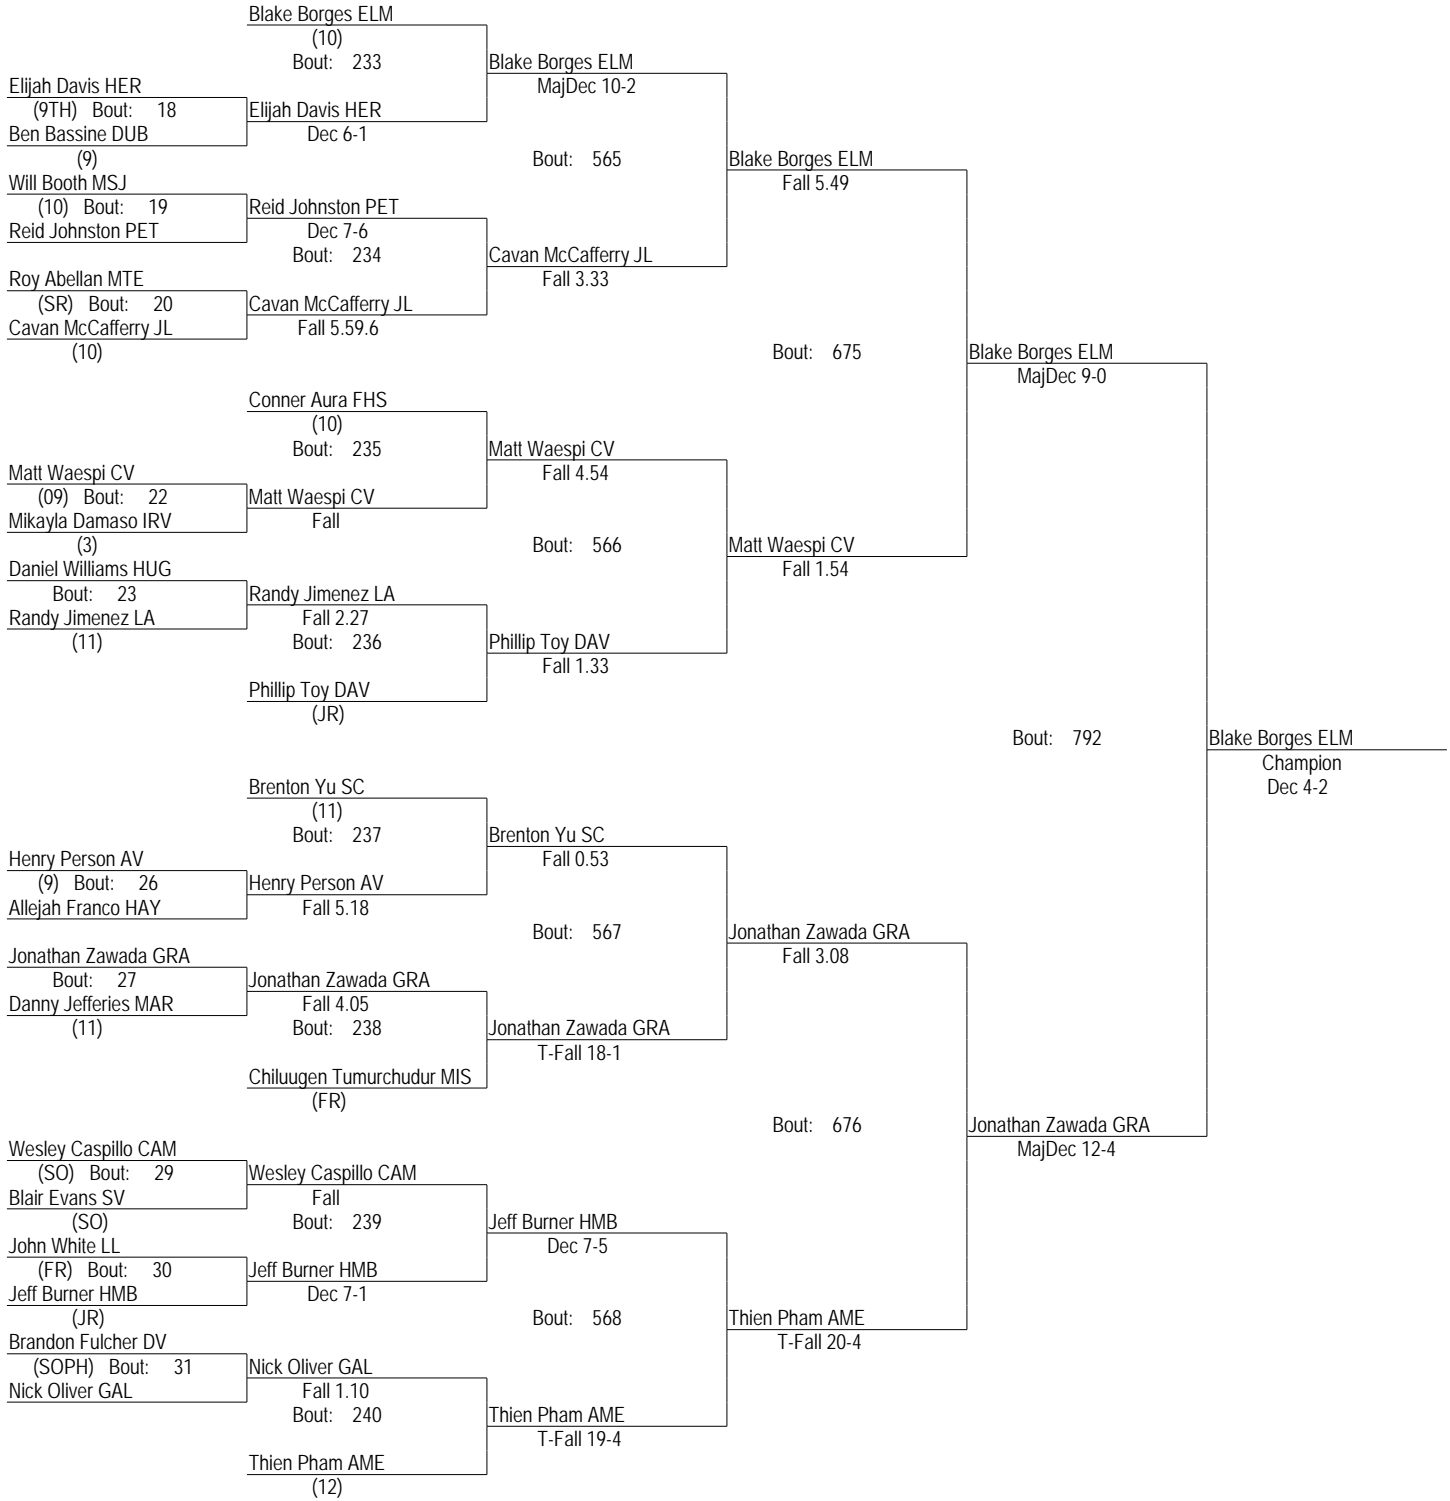 Blake Borges ELM
(10)
Bout: 233
Blake Borges ELM
MajDec 10-2
Elijah Davis HER
(9TH) Bout: 18
Elijah Davis HER
Ben Bassine DUB
Dec 6-1
(9)
Bout: 565
Blake Borges ELM
Will Booth MSJ
Fall 5.49
(10) Bout: 19
Reid Johnston PET
Reid Johnston PET
Dec 7-6
Bout: 234
Cavan McCafferry JL
Roy Abellan MTE
Fall 3.33
(SR) Bout: 20
Cavan McCafferry JL
Cavan McCafferry JL
Fall 5.59.6
(10)
Bout: 675
Blake Borges ELM
MajDec 9-0
Conner Aura FHS
(10)
Bout: 235
Matt Waespi CV
Matt Waespi CV
Fall 4.54
(09) Bout: 22
Matt Waespi CV
Mikayla Damaso IRV
Fall
(3)
Bout: 566
Matt Waespi CV
Daniel Williams HUG
Fall 1.54
Bout: 23
Randy Jimenez LA
Randy Jimenez LA
Fall 2.27
(11)
Bout: 236
Phillip Toy DAV
Fall 1.33
Phillip Toy DAV
(JR)
Bout: 792
Blake Borges ELM
Champion
Dec 4-2
Brenton Yu SC
(11)
Bout: 237
Brenton Yu SC
Henry Person AV
Fall 0.53
(9) Bout: 26
Henry Person AV
Allejah Franco HAY
Fall 5.18
Bout: 567
Jonathan Zawada GRA
Jonathan Zawada GRA
Fall 3.08
Bout: 27
Jonathan Zawada GRA
Danny Jefferies MAR
Fall 4.05
(11)
Bout: 238
Jonathan Zawada GRA
T-Fall 18-1
Chiluugen Tumurchudur MIS
(FR)
Bout: 676
Jonathan Zawada GRA
MajDec 12-4
Wesley Caspillo CAM
(SO) Bout: 29
Wesley Caspillo CAM
Blair Evans SV
Fall
(SO)
Bout: 239
Jeff Burner HMB
John White LL
Dec 7-5
(FR) Bout: 30
Jeff Burner HMB
Jeff Burner HMB
Dec 7-1
(JR)
Bout: 568
Thien Pham AME
Brandon Fulcher DV
T-Fall 20-4
(SOPH) Bout: 31
Nick Oliver GAL
Nick Oliver GAL
Fall 1.10
Bout: 240
Thien Pham AME
T-Fall 19-4
Thien Pham AME
(12)